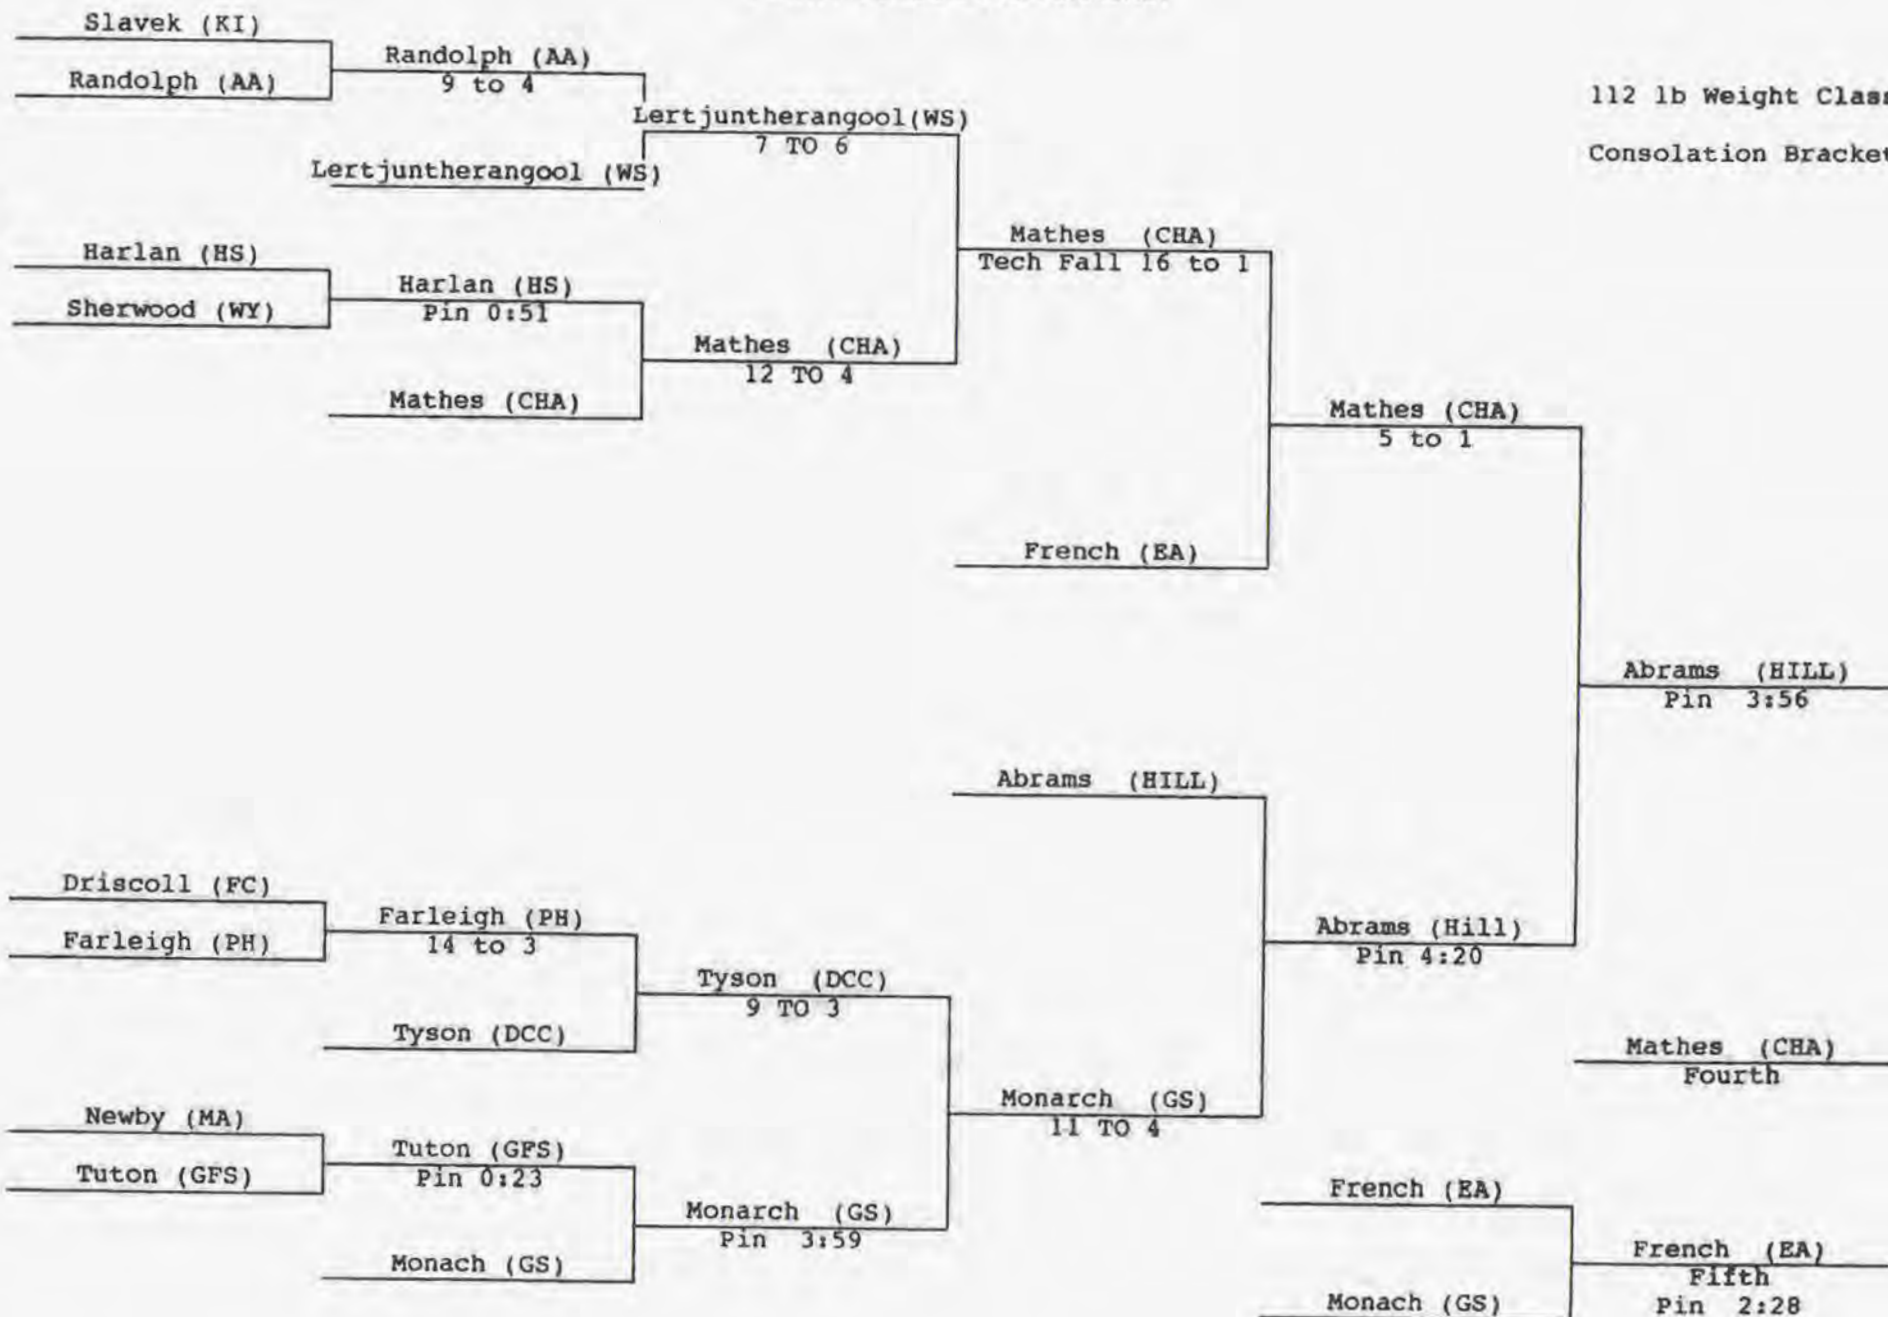 Slavek (KI)
Randolph (AA)
Randolph (AA)
9 to 4
Lertjuntherangool (WS)
Lertjuntherangool(WS)
7 TO 6
112 lb Weight Class
Consolation Bracket
Harlan (HS)
Sherwood (WY)
Harlan (HS)
Pin 0:51
Mathes (CHA)
Mathes (CHA)
12 TO 4
Mathes (CHA)
Tech Fall 16 to 1
French (EA)
Mathes (CHA)
5 to 1
Abrams (HILL)
Pin 3:56
Abrams (HILL)
Driscoll (FC)
Farleigh (PH)
Farleigh (PH)
14 to 3
Tyson (DCC)
Tyson (DCC)
9 TO 3
Newby (MA)
Tuton (GFS)
Tuton (GFS)
Pin 0:23
Monach (GS)
Monarch (GS)
Pin 3:59
Monarch (GS)
11 TO 4
Abrams (Hill)
Pin 4:20
Mathes (CHA)
Fourth
French (EA)
Monach (GS)
French (EA)
Fifth
Pin 2:28